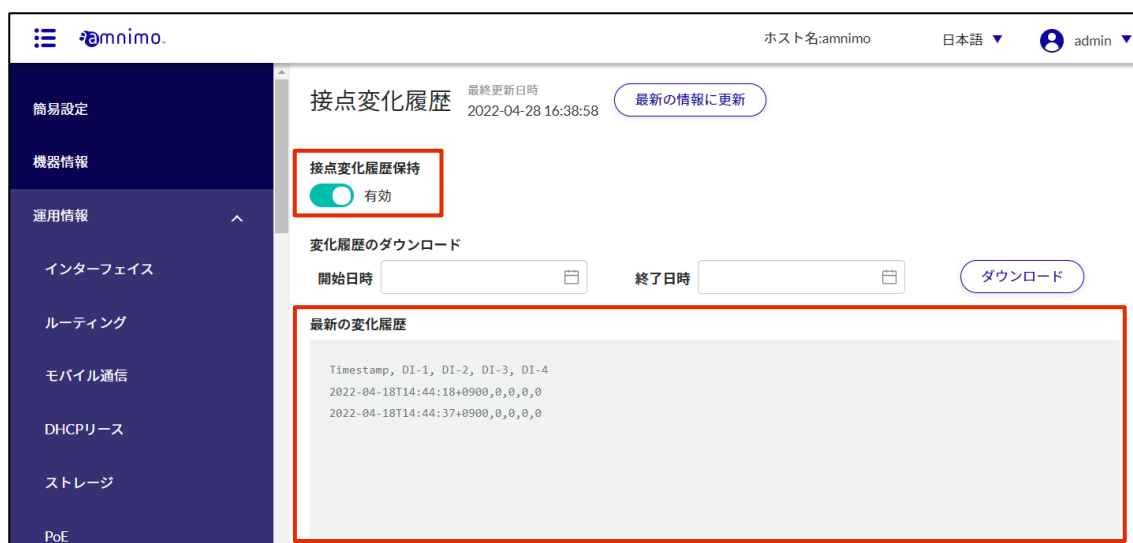 amnimo
ホスト名:amnimo
日本語 ▼
admin ▼
簡易設定
機器情報
運用情報
インターフェイス
ルーティング
モバイル通信
DHCPリース
ストレージ
PoE
接点変化履歴
最終更新日時
2022-04-28 16:38:58
最新の情報に更新
接点変化履歴保持
有効
変化履歴のダウンロード
開始日時
終了日時
ダウンロード
最新の変化履歴
Timestamp, DI-1, DI-2, DI-3, DI-4
2022-04-18T14:44:18+0900,0,0,0,0
2022-04-18T14:44:37+0900,0,0,0,0